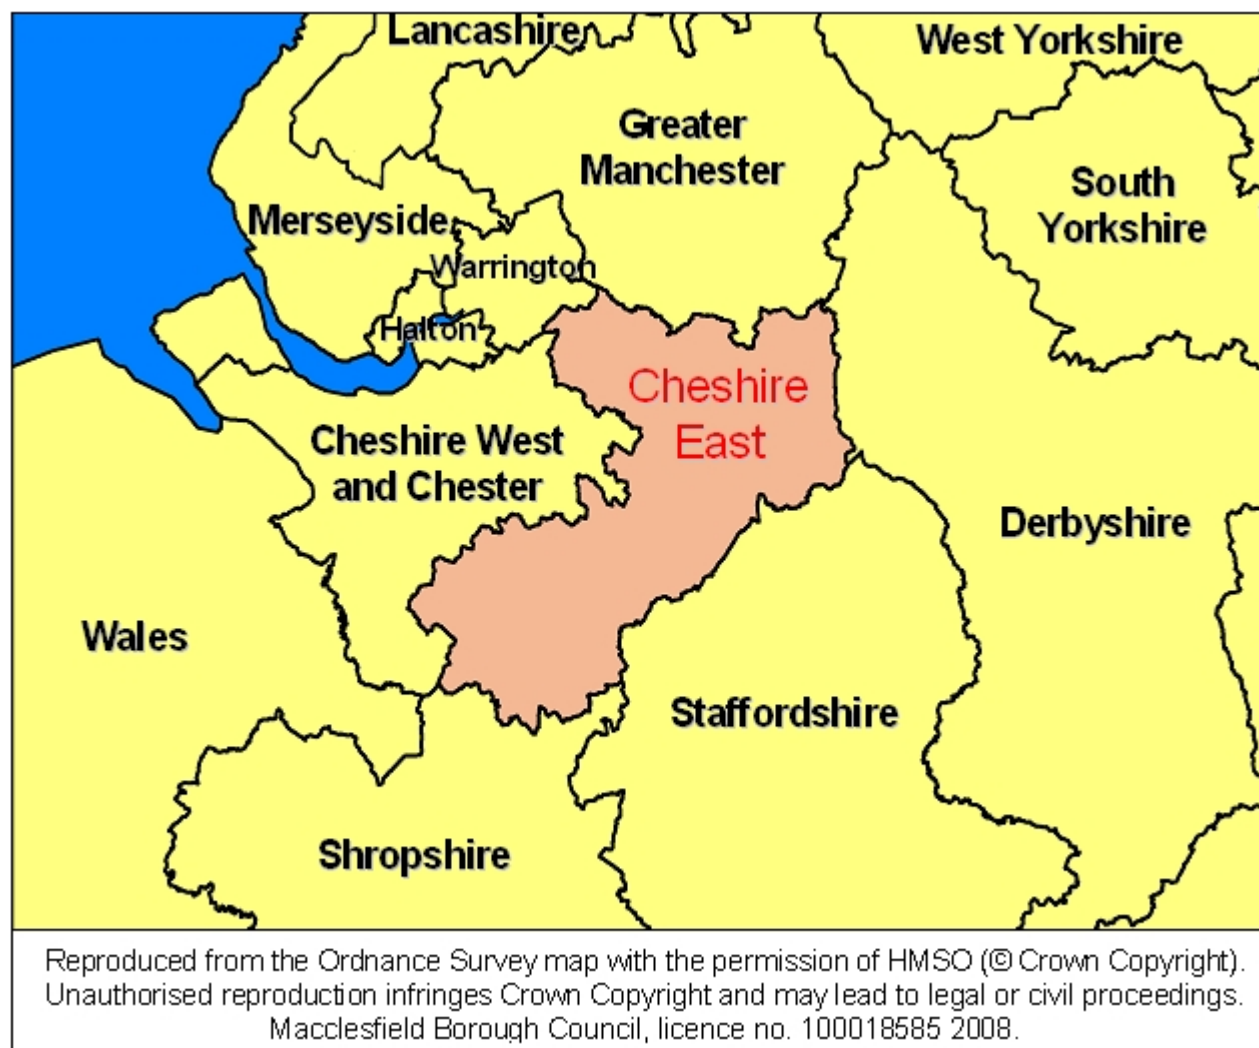 Lancashire
West Yorkshire
Greater
Manchester
South
Yorkshire
Merseyside
Warrington
Halton
Cheshire
East
Cheshire West
and Chester
Derbyshire
Wales
Staffordshire
Shropshire
Reproduced from the Ordnance Survey map with the permission of HMSO (© Crown Copyright).
Unauthorised reproduction infringes Crown Copyright and may lead to legal or civil proceedings.
Macclesfield Borough Council, licence no. 100018585 2008.